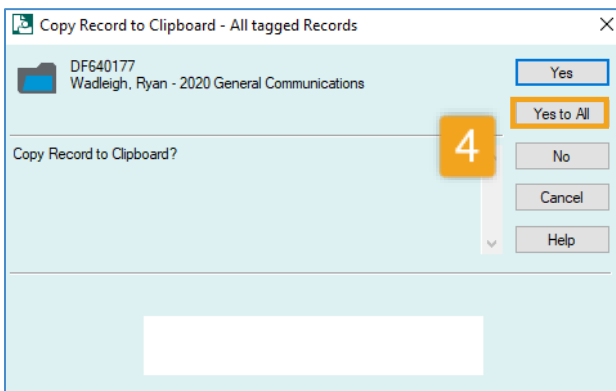 Copy Record to Clipboard - All tagged Records
DF640177
Wadleigh, Ryan - 2020 General Communications
Yes
Yes to All
4
Copy Record to Clipboard?
No
Cancel
Help